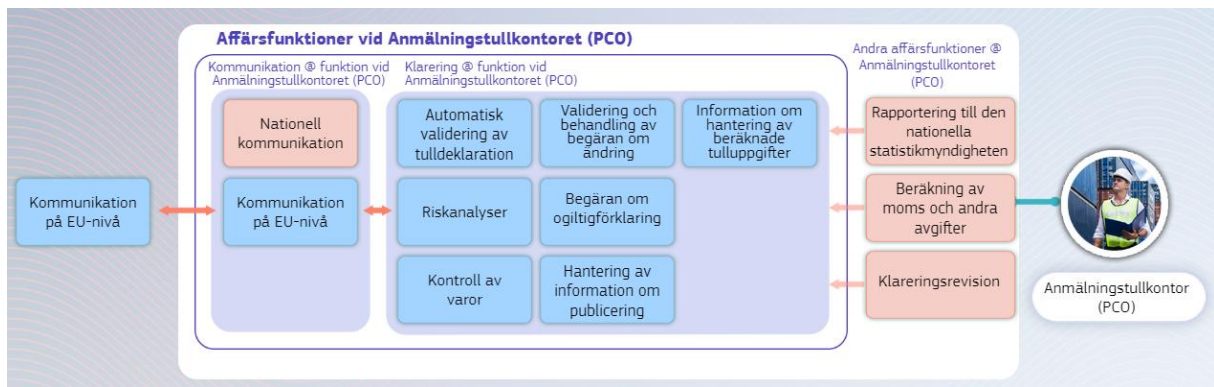 Affärsfunktioner vid Anmälningstullkontoret (PCO)
Kommunikation @ funktion vid
Anmälningstullkontoret (PCO)
Klarering @ funktion vid
Anmälningstullkontoret (PCO)
Andra affärsfunktioner @
Anmälningstullkontoret
(PCO)
Nationell
kommunikation
Automatisk
validering av
tulldeklaration
Validering och
behandling av
begäran om
ändring
Information om
hantering av
beräknade
tulluppgifter
Rapportering till den
nationella
statistikmyndigheten
Kommunikation
på EU-nivå
Kommunikation
på EU-nivå
Riskanalyser
Begäran om
ogiltigförklaring
Beräkning av
moms och andra
avgifter
Kontroll av
varor
Hantering av
information om
publicering
Klareringsrevision
Anmälningstullkontor
(PCO)